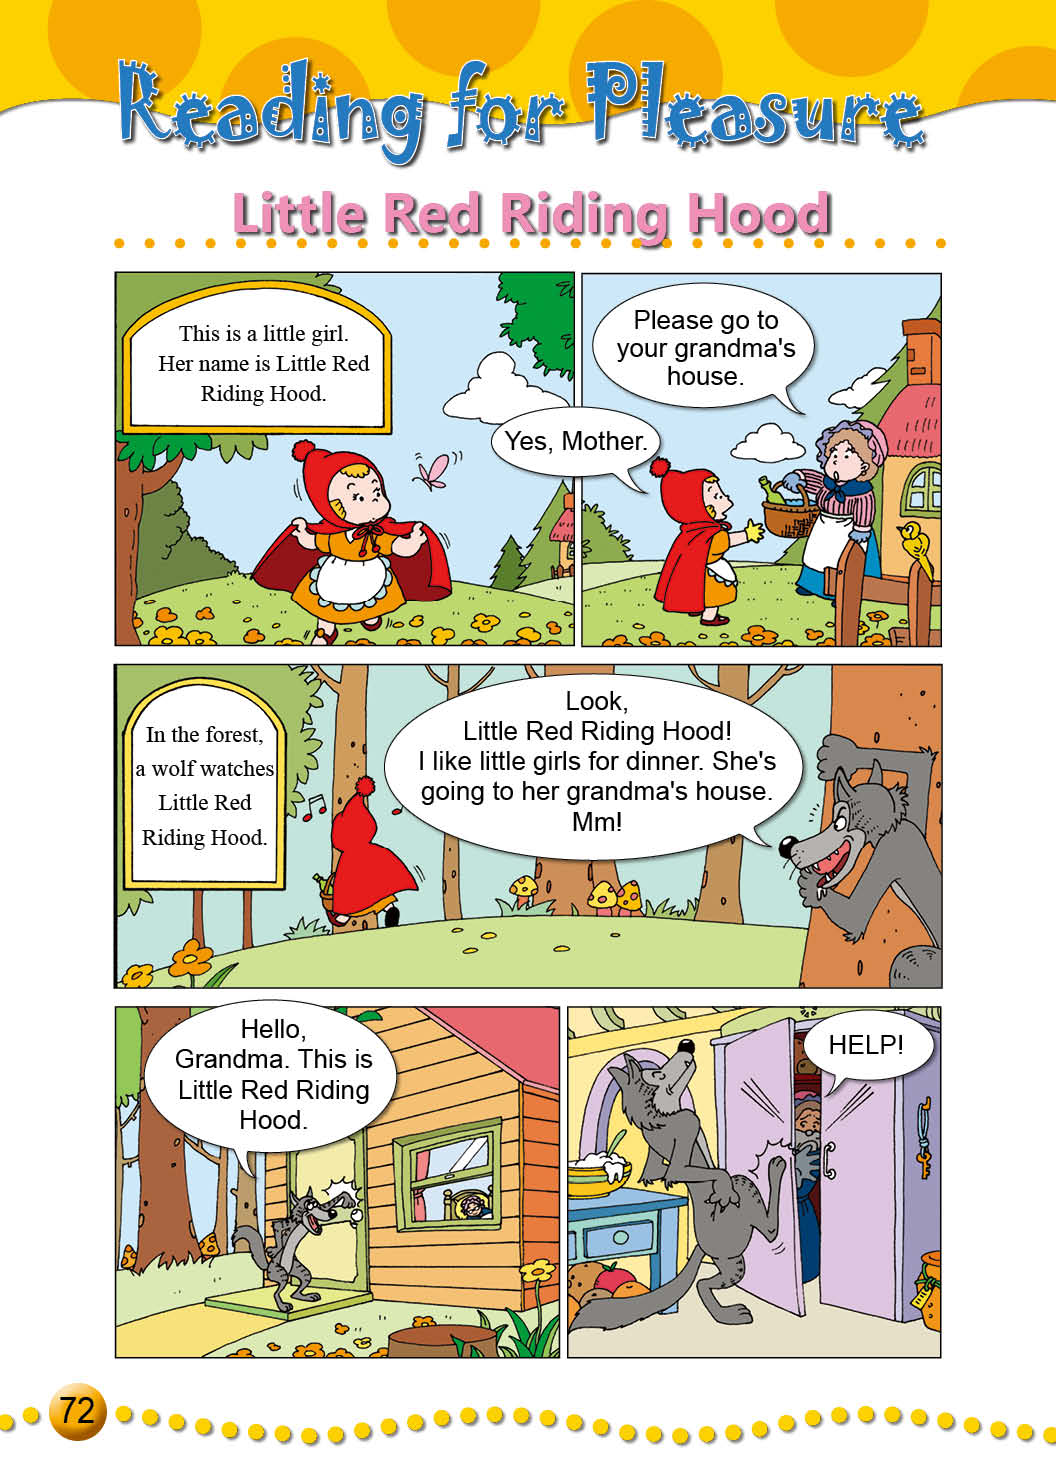 Reading for Pleasure
Little Red Riding Hood
This is a little girl.
Her name is Little Red
Riding Hood.
Please go to
your grandma's
house.
Yes, Mother.
In the forest,
a wolf watches
Little Red
Riding Hood.
Look,
Little Red Riding Hood!
I like little girls for dinner. She's
going to her grandma's house.
Mm!
Hello,
Grandma. This is
Little Red Riding
Hood.
HELP!
72